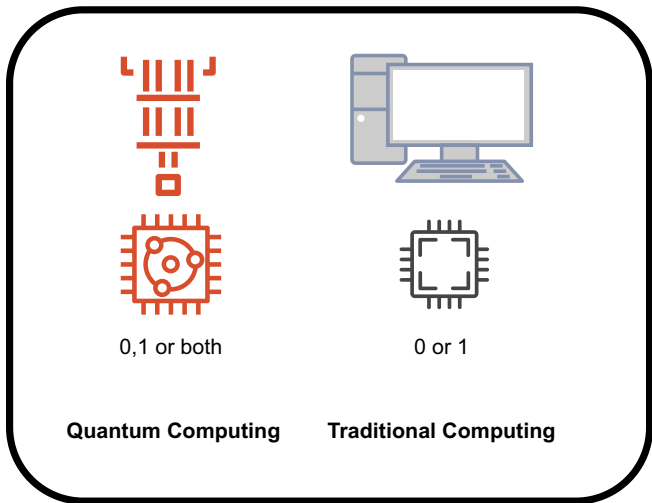 0,1 or both
0 or 1
Quantum Computing
Traditional Computing